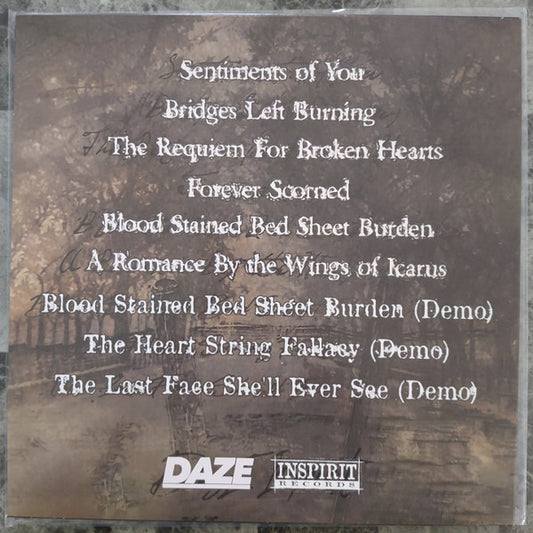 Sentiments of You
Bridges Left Burning
The Requiem For Broken Hearts
Forever Scorned
Blood Stained Bed Sheet Burden
A Romance By the Wings of Icarus
Blood Stained Bed Sheet Burden (Demo)
The Heart String Fallacy (Demo)
The Last Face She'll Ever See (Demo)
DAZE
INSPIRIT
RECORDS